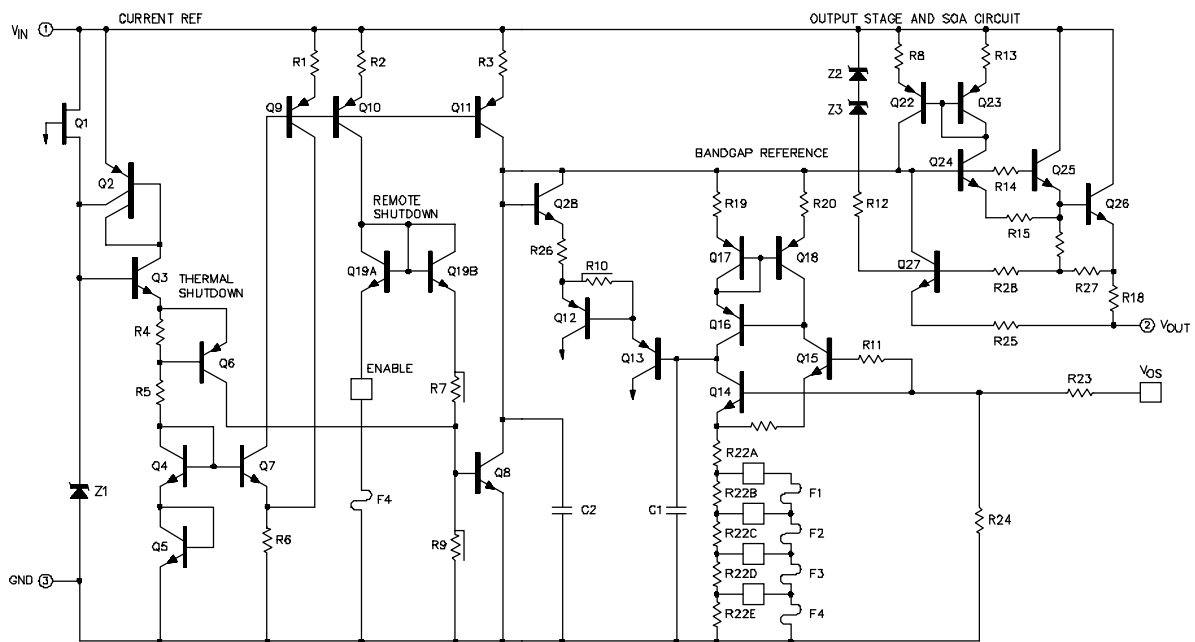 CURRENT REF
OUTPUT STAGE AND SOA CIRCUIT
VIN 1
R1
R2
R3
R8
R13
Z2
Z3
Q1
Q9
Q10
Q11
Q22
Q23
Q2
BANDGAP REFERENCE
Q24
R14
Q25
Q28
R19
R20
R12
Q26
REMOTE
SHUTDOWN
R15
R26
Q3
THERMAL
SHUTDOWN
Q19A
Q19B
R10
Q17
Q18
Q27
R28
R27
R18
R4
Q12
Q16
R25
2 VOUT
Q6
Q13
Q15
R11
ENABLE
R5
R7
Q14
R23
VOS
Q4
Q7
Q8
R22A
Z1
F4
R22B
F1
C2
C1
R22C
F2
R24
Q5
R6
R9
R22D
F3
GND 3
R22E
F4